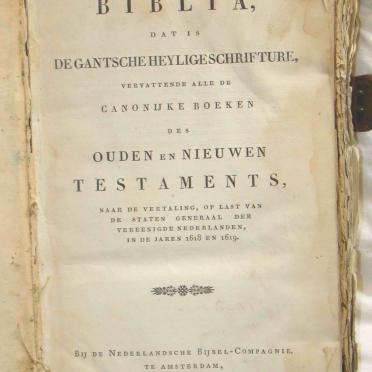 BIBLIA,
DAT IS
DE GANTSCHE HEYLIGE SCHRIFTURE,
VERVATTENDE ALLE DE
CANONIJKE BOEKEN
DES
OUDEN EN NIEUWEN
TESTAMENTS,
NAAR DE VERTALING, OP LAST VAN
DE STATEN GENERAAL DER
VEREENIGDE NEDERLANDEN,
IN DE JAREN 1618 EN 1619.
BIJ DE NEDERLANDSCHE BIJBEL-COMPAGNIE,
TE AMSTERDAM,